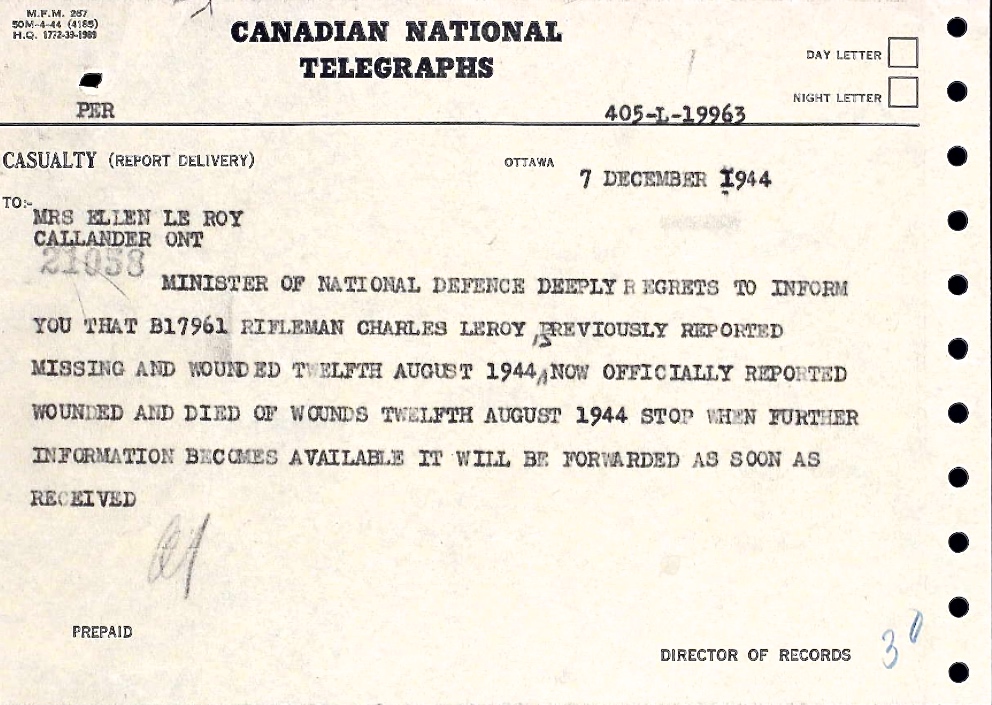 M.F.M. 267
50M-4-44 (4185)
H.Q. 1772-39-1989
CANADIAN NATIONAL
TELEGRAPHS
DAY LETTER
NIGHT LETTER
PER
405-L-19963
CASUALTY (REPORT DELIVERY)
OTTAWA
7 DECEMBER 1944
TO:-
MRS ELLEN LE ROY
CALLANDER ONT
21058
MINISTER OF NATIONAL DEFENCE DEEPLY REGRETS TO INFORM
YOU THAT B17961 RIFLEMAN CHARLES LEROY PREVIOUSLY REPORTED
MISSING AND WOUNDED TWELFTH AUGUST 1944 NOW OFFICIALLY REPORTED
WOUNDED AND DIED OF WOUNDS TWELFTH AUGUST 1944 STOP WHEN FURTHER
INFORMATION BECOMES AVAILABLE IT WILL BE FORWARDED AS SOON AS
RECEIVED
PREPAID
DIRECTOR OF RECORDS